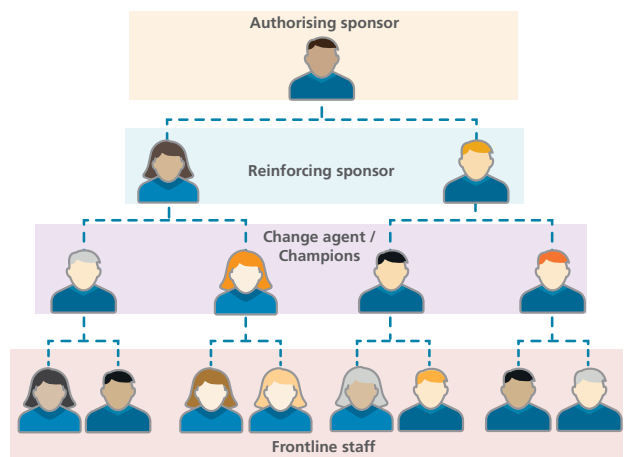 Authorising sponsor
Reinforcing sponsor
Change agent /
Champions
Frontline staff